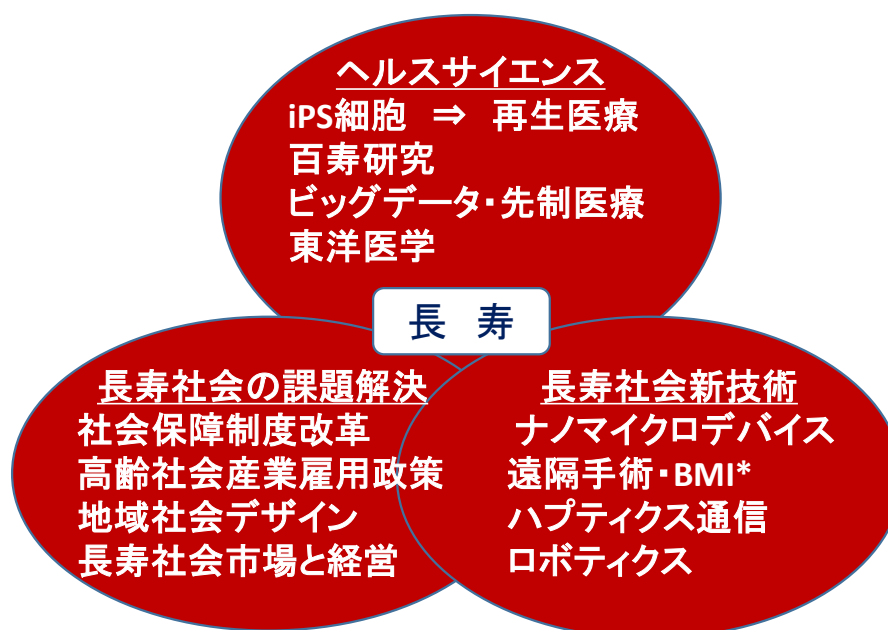 ヘルスサイエンス
iPS細胞 ⇒ 再生医療
百寿研究
ビッグデータ・先制医療
東洋医学
長 寿
長寿社会の課題解決
社会保障制度改革
高齢社会産業雇用政策
地域社会デザイン
長寿社会市場と経営
長寿社会新技術
ナノマイクロデバイス
遠隔手術・BMI*
ハプティクス通信
ロボティクス